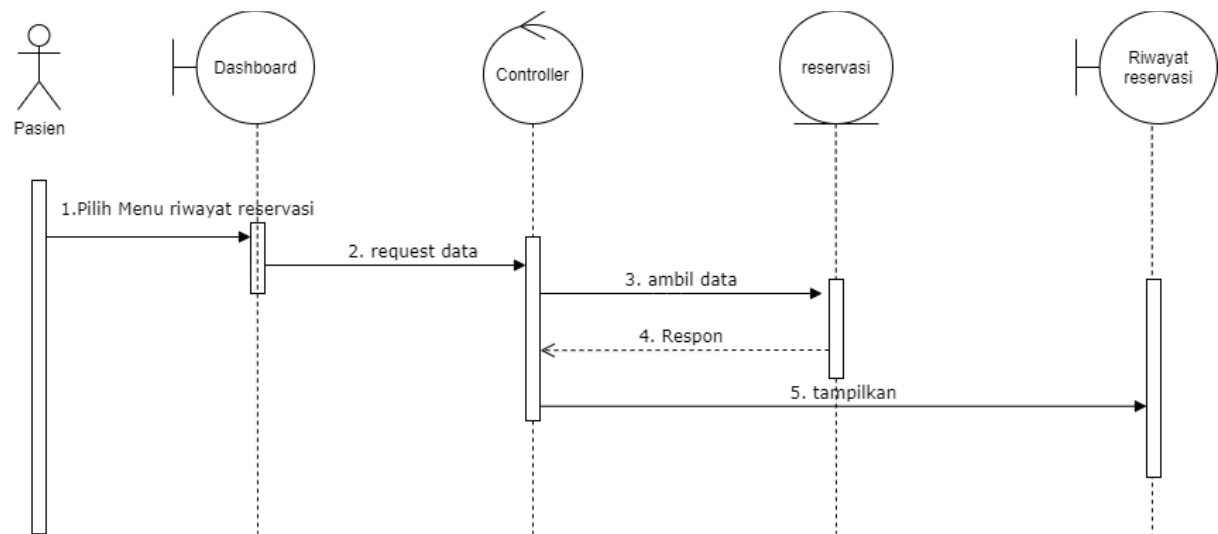 Pasien
Dashboard
Controller
reservasi
Riwayat
reservasi
1.Pilih Menu riwayat reservasi
2. request data
3. ambil data
4. Respon
5. tampilkan